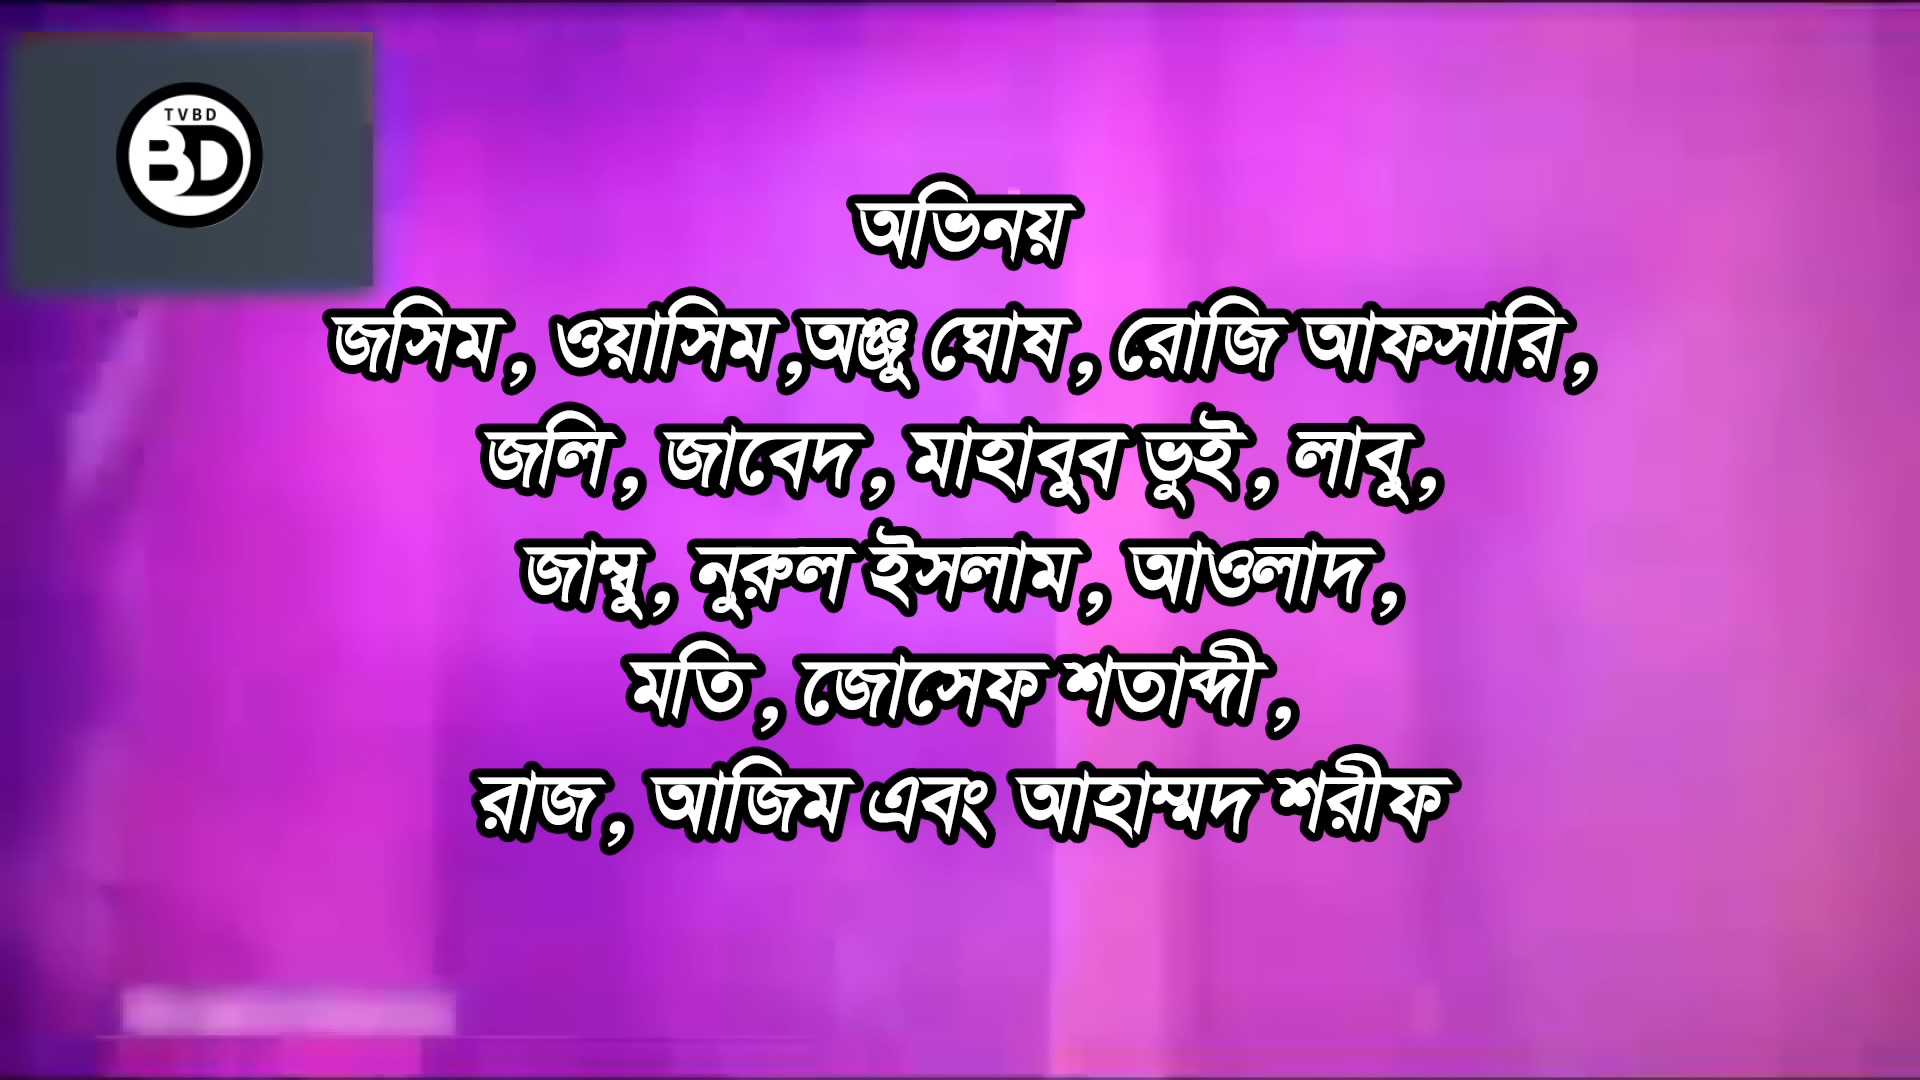 TVBD
BD
অভিনয়
জসিম, ওয়াসিম,অঞ্জু ঘোষ, রোজি আফসারি,
জলি, জাবেদ, মাহাবুব ভুই, লাবু,
জাম্বু, নুরুল ইসলাম, আওলাদ,
মতি, জোসেফ শতাব্দী,
রাজ, আজিম এবং আহাম্মদ শরীফ